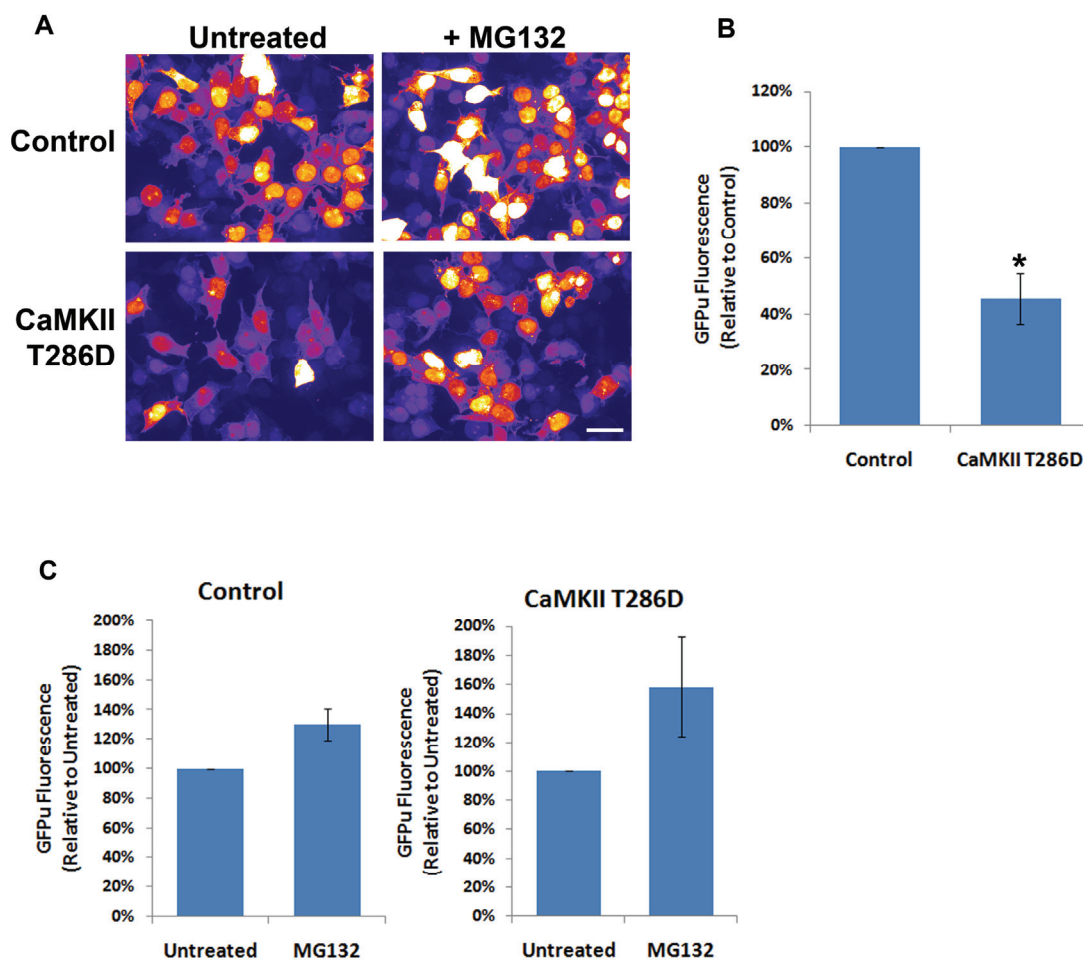 A
Untreated
+ MG132
Control
CaMKII
T286D
B
120%
100%
80%
60%
40%
20%
0%
GFPu Fluorescence
(Relative to Control)
*
Control
CaMKII T286D
C
Control
200%
180%
160%
140%
120%
100%
80%
60%
40%
20%
0%
GFPu Fluorescence
(Relative to Untreated)
Untreated
MG132
CaMKII T286D
200%
180%
160%
140%
120%
100%
80%
60%
40%
20%
0%
GFPu Fluorescence
(Relative to Untreated)
Untreated
MG132